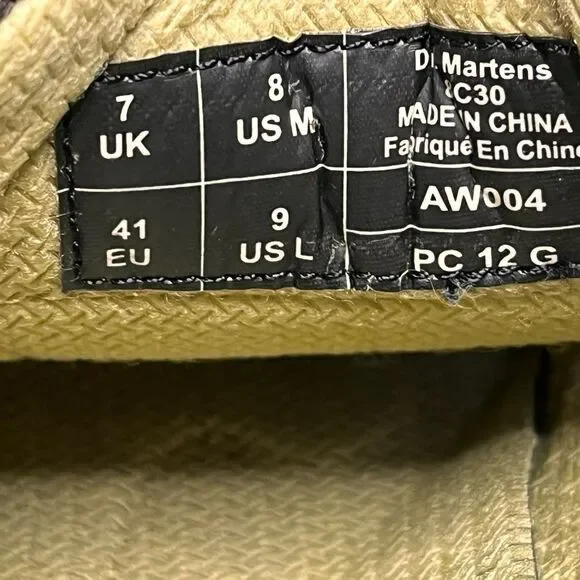 7
UK
8
US M
Martens
C30
MADE IN CHINA
Fabriqué En Chine
41
EU
9
US L
AW004
PC 12 G